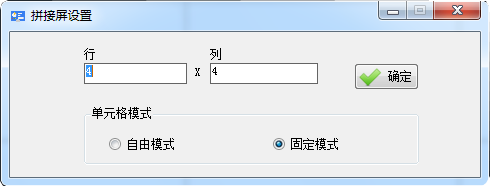 拼接屏设置
行 列
4 x 4 确定
单元格模式
自由模式 固定模式